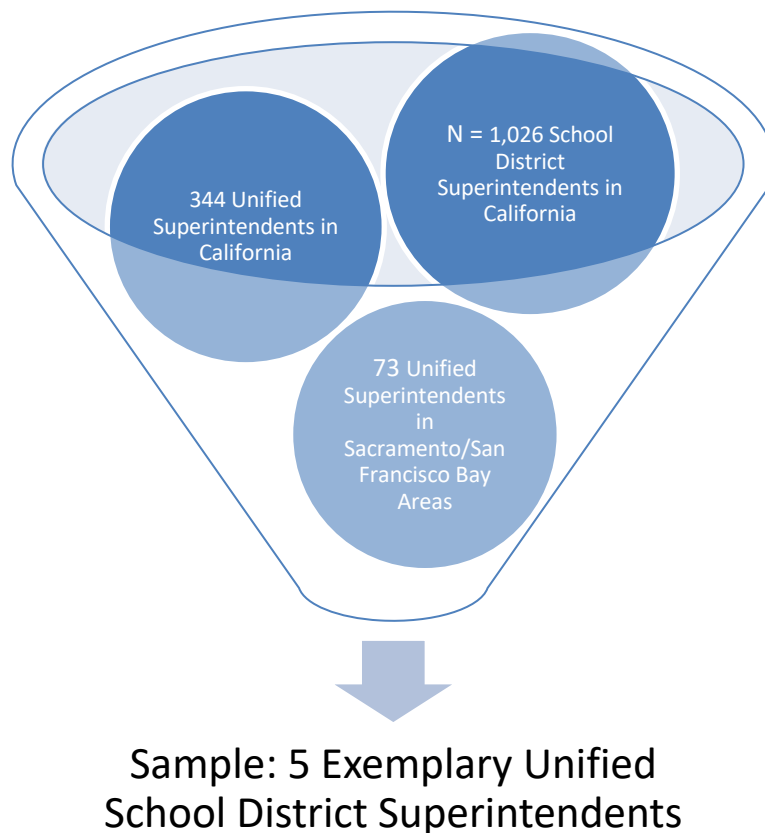 N = 1,026 School
District
Superintendents in
California
344 Unified
Superintendents in
California
73 Unified
Superintendents
in
Sacramento/San
Francisco Bay
Areas
Sample: 5 Exemplary Unified
School District Superintendents